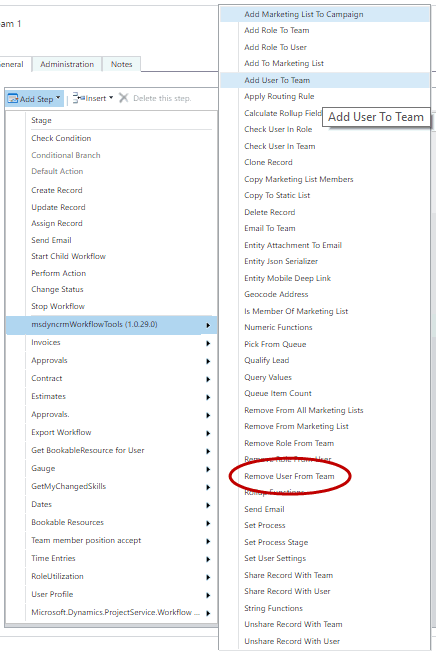 eam 1
eneral
Administration
Notes
Add Step
Insert
Delete this step.
Stage
Check Condition
Conditional Branch
Default Action
Create Record
Update Record
Assign Record
Send Email
Start Child Workflow
Perform Action
Change Status
Stop Workflow
msdyncrmWorkflowTools (1.0.29.0)
Invoices
Approvals
Contract
Estimates
Approvals.
Export Workflow
Get BookableResource for User
Gauge
GetMyChangedSkills
Dates
Bookable Resources
Team member position accept
Time Entries
RoleUtilization
User Profile
Microsoft.Dynamics.ProjectService.Workflow ...
Add Marketing List To Campaign
Add Role To Team
Add Role To User
Add To Marketing List
Add User To Team
Apply Routing Rule
Calculate Rollup Field
Add User To Team
Check User In Role
Check User In Team
Clone Record
Copy Marketing List Members
Copy To Static List
Delete Record
Email To Team
Entity Attachment To Email
Entity Json Serializer
Entity Mobile Deep Link
Geocode Address
Is Member Of Marketing List
Numeric Functions
Pick From Queue
Qualify Lead
Query Values
Queue Item Count
Remove From All Marketing Lists
Remove From Marketing List
Remove Role From Team
Remove Role From User
Remove User From Team
Rollup Functions
Send Email
Set Process
Set Process Stage
Set User Settings
Share Record With Team
Share Record With User
String Functions
Unshare Record With Team
Unshare Record With User